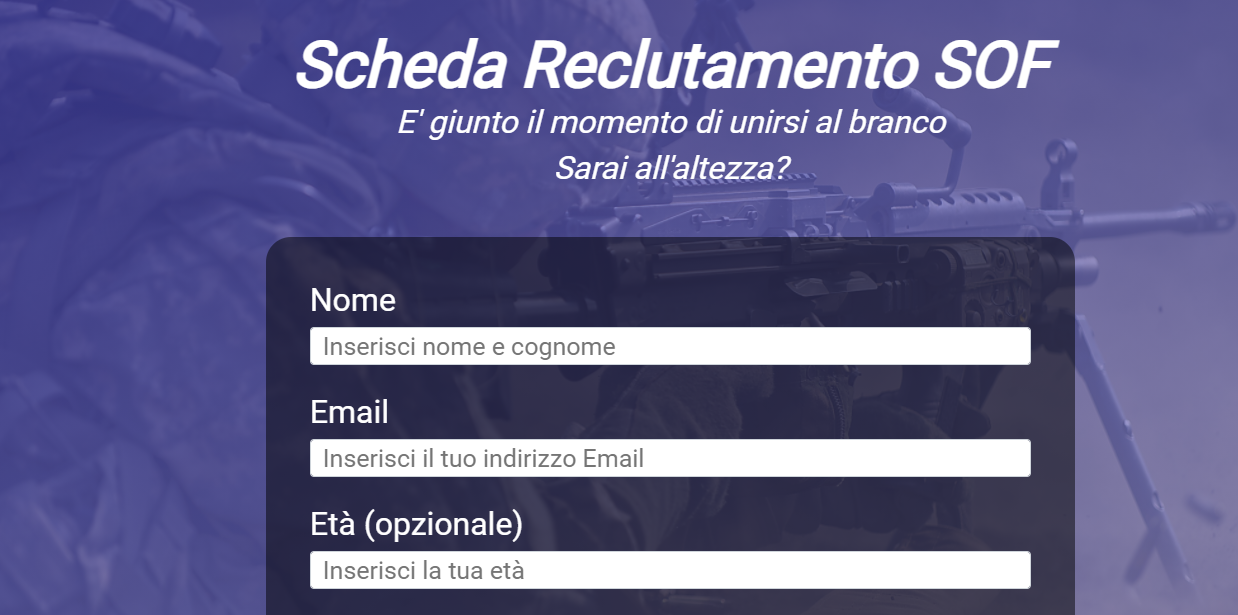 Scheda Reclutamento SOF
E' giunto il momento di unirsi al branco
Sarai all'altezza?
Nome
Inserisci nome e cognome
Email
Inserisci il tuo indirizzo Email
Età (opzionale)
Inserisci la tua età